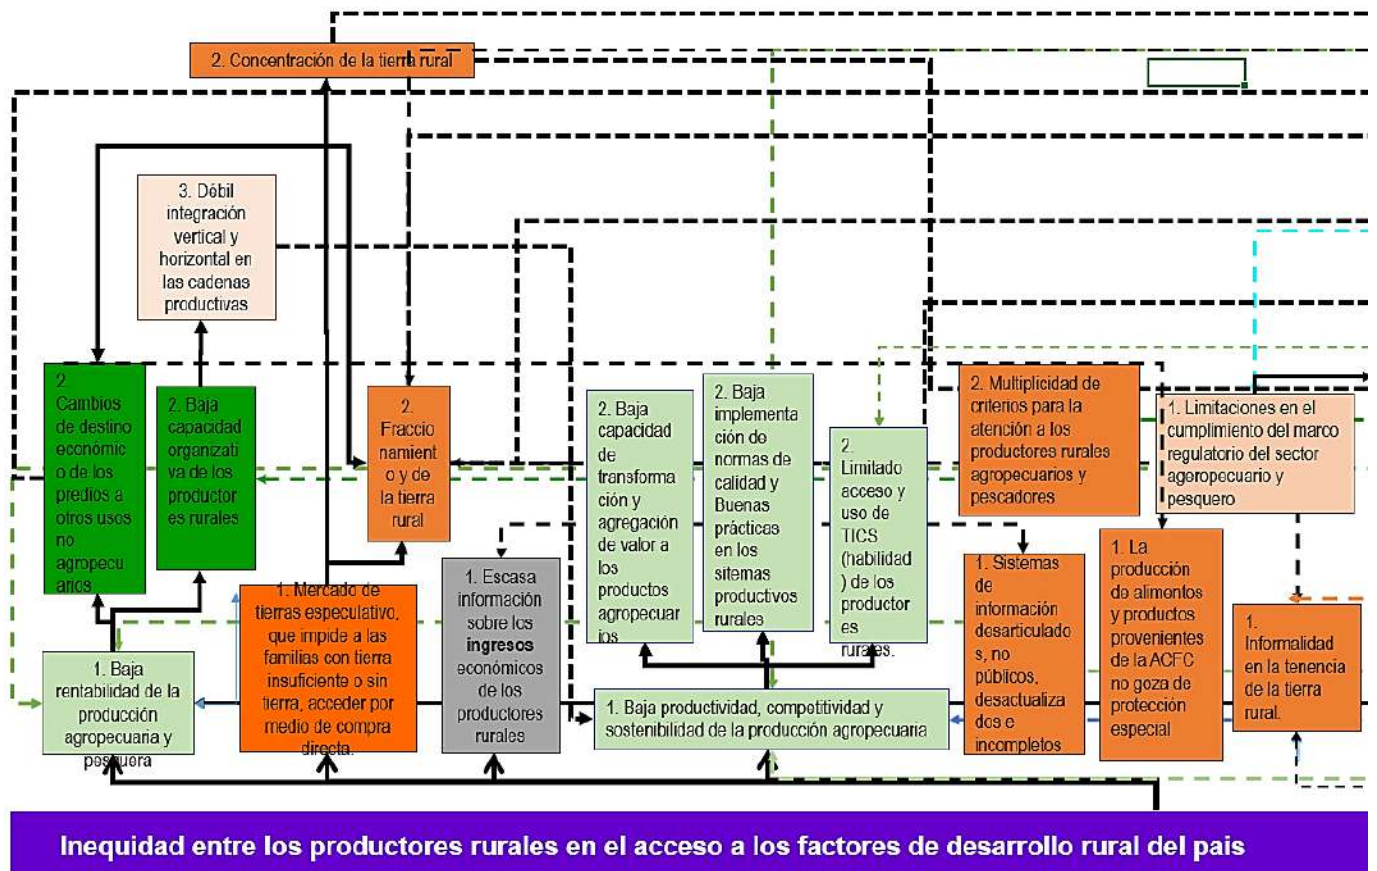 2. Concentración de la tierra rural
3. Débil
integración
vertical y
horizontal en
las cadenas
productivas
2.
Cambios
de destino
económic
o de los
predios a
otros usos
no
agropecu
arios
2. Baja
capacidad
organizati
va de los
productor
es rurales
2.
Fraccio
namient
o y de
la tierra
rural
2. Baja
capacidad
de
transforma
ción y
agregación
de valor a
los
productos
agropecuar
ios
2. Baja
implementa
ción de
normas de
calidad y
Buenas
prácticas
en los
sitemas
productivos
rurales
2.
Limitado
acceso y
uso de
TICS
(habilidad
) de los
productor
es
rurales.
2. Multiplicidad de
criterios para la
atención a los
productores rurales
agropecuarios y
pescadores
1. Limitaciones en el
cumplimiento del marco
regulatorio del sector
ageropecuario y
pesquero
1. Baja
rentabilidad de la
producción
agropecuaria y
pesquera
1. Mercado de
tierras especulativo,
que impide a las
familias con tierra
insuficiente o sin
tierra, acceder por
medio de compra
directa.
1. Escasa
información
sobre los
ingresos
económicos
de los
productores
rurales
1. Baja productividad, competitividad y
sostenibilidad de la producción agropecuaria
1. Sistemas
de
información
desarticulado
s, no
públicos,
desactualiza
dos e
incompletos
1. La
producción
de alimentos
y productos
provenientes
de la ACFC
no goza de
protección
especial
1.
Informalidad
en la tenencia
de la tierra
rural.
Inequidad entre los productores rurales en el acceso a los factores de desarrollo rural del pais